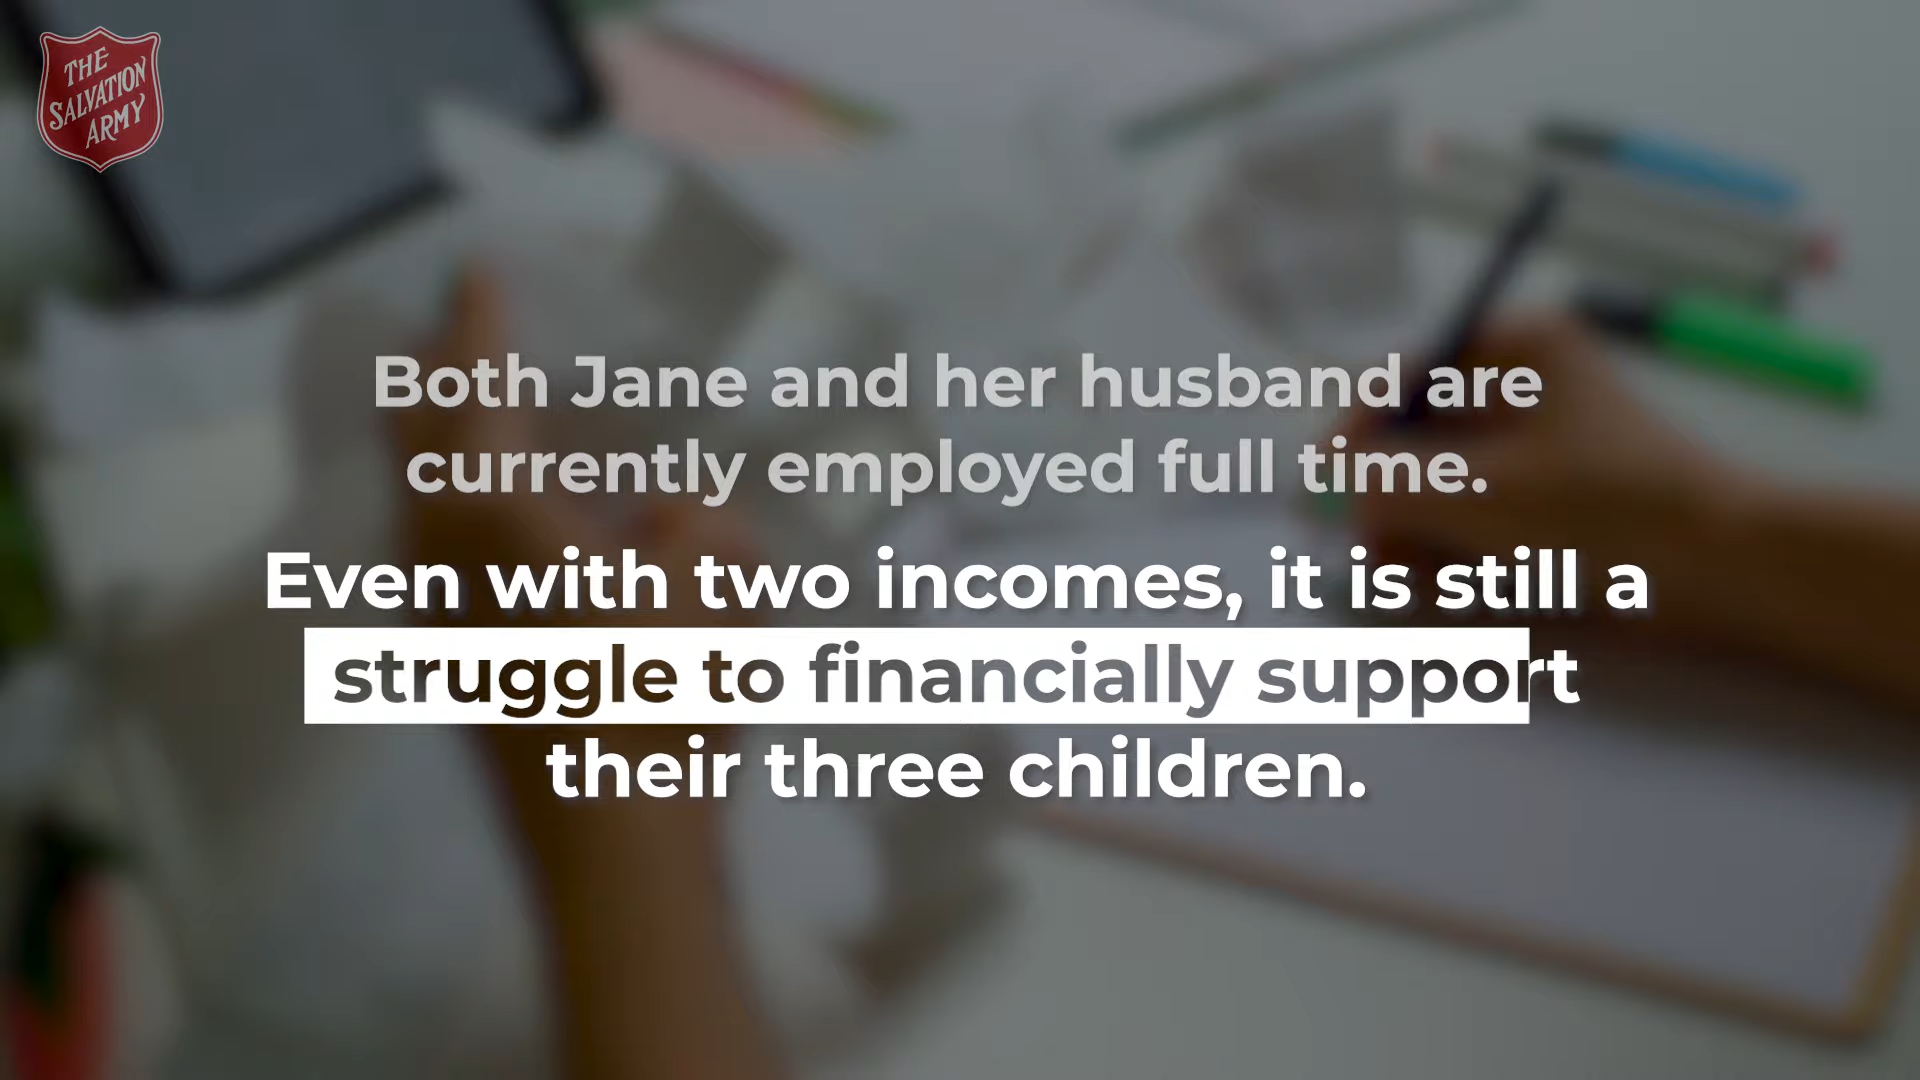 THE
SALVATION
ARMY
Both Jane and her husband are
currently employed full time.
Even with two incomes, it is still a
struggle to financially support
their three children.